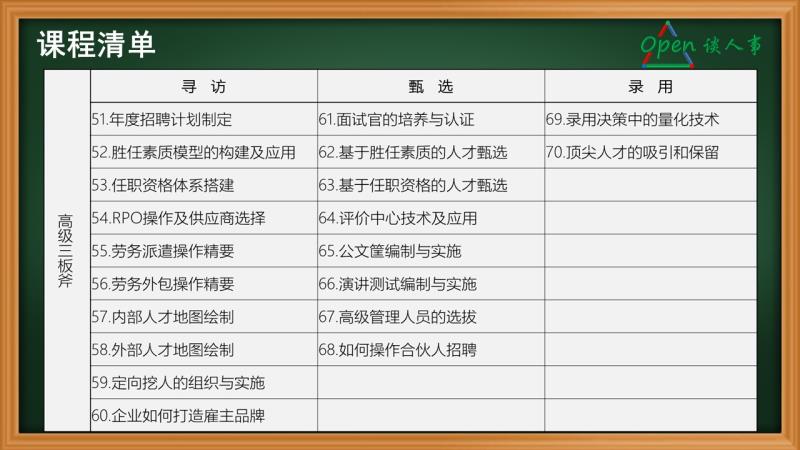 课程清单
Open 谈人事
寻 访 甄 选 录 用
高级三板斧
51.年度招聘计划制定 61.面试官的培养与认证 69.录用决策中的量化技术
52.胜任素质模型的构建及应用 62.基于胜任素质的人才甄选 70.顶尖人才的吸引和保留
53.任职资格体系搭建 63.基于任职资格的人才甄选
54.RPO操作及供应商选择 64.评价中心技术及应用
55.劳务派遣操作精要 65.公文筐编制与实施
56.劳务外包操作精要 66.演讲测试编制与实施
57.内部人才地图绘制 67.高级管理人员的选拔
58.外部人才地图绘制 68.如何操作合伙人招聘
59.定向挖人的组织与实施
60.企业如何打造雇主品牌